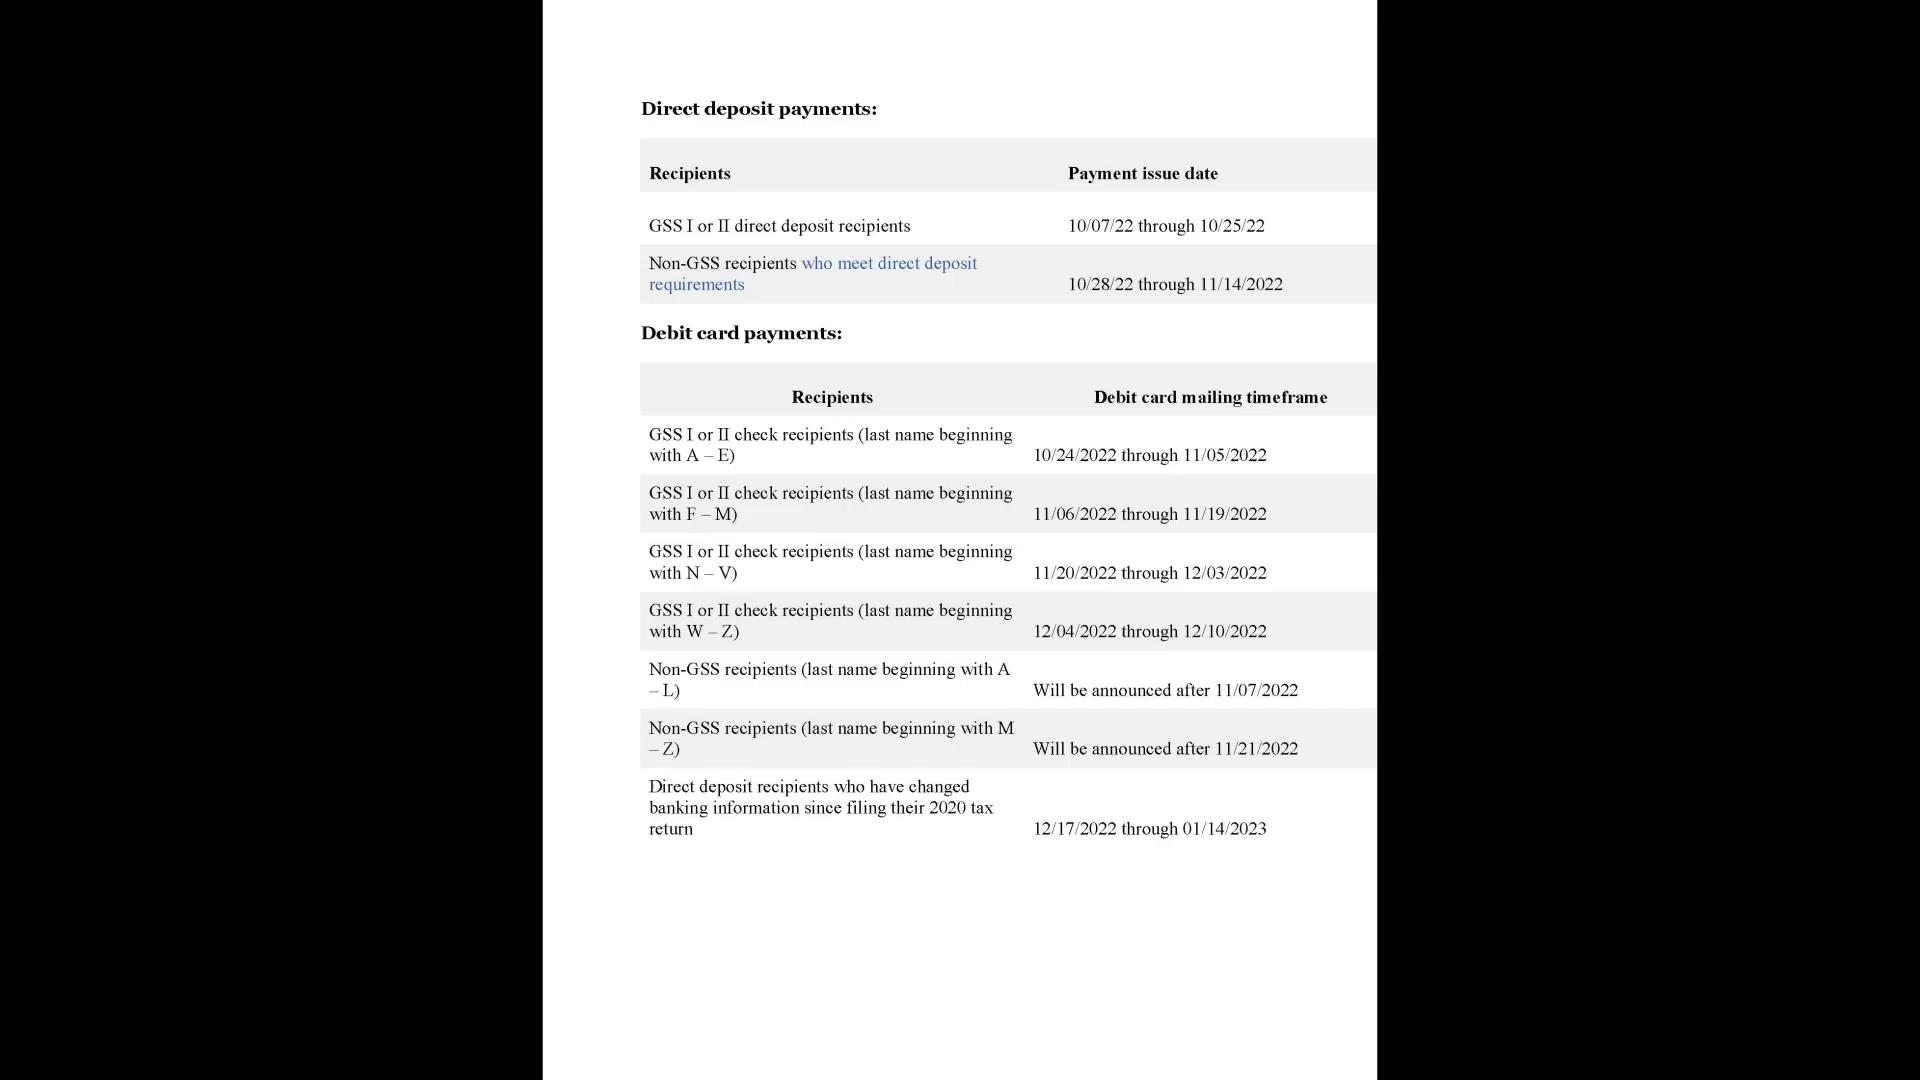 Direct deposit payments:
Recipients Payment issue date
GSS I or II direct deposit recipients 10/07/22 through 10/25/22
Non-GSS recipients who meet direct deposit
requirements 10/28/22 through 11/14/2022
Debit card payments:
Recipients Debit card mailing timeframe
GSS I or II check recipients (last name beginning
with A – E) 10/24/2022 through 11/05/2022
GSS I or II check recipients (last name beginning
with F – M) 11/06/2022 through 11/19/2022
GSS I or II check recipients (last name beginning
with N – V) 11/20/2022 through 12/03/2022
GSS I or II check recipients (last name beginning
with W – Z) 12/04/2022 through 12/10/2022
Non-GSS recipients (last name beginning with A
– L) Will be announced after 11/07/2022
Non-GSS recipients (last name beginning with M
– Z) Will be announced after 11/21/2022
Direct deposit recipients who have changed
banking information since filing their 2020 tax
return 12/17/2022 through 01/14/2023